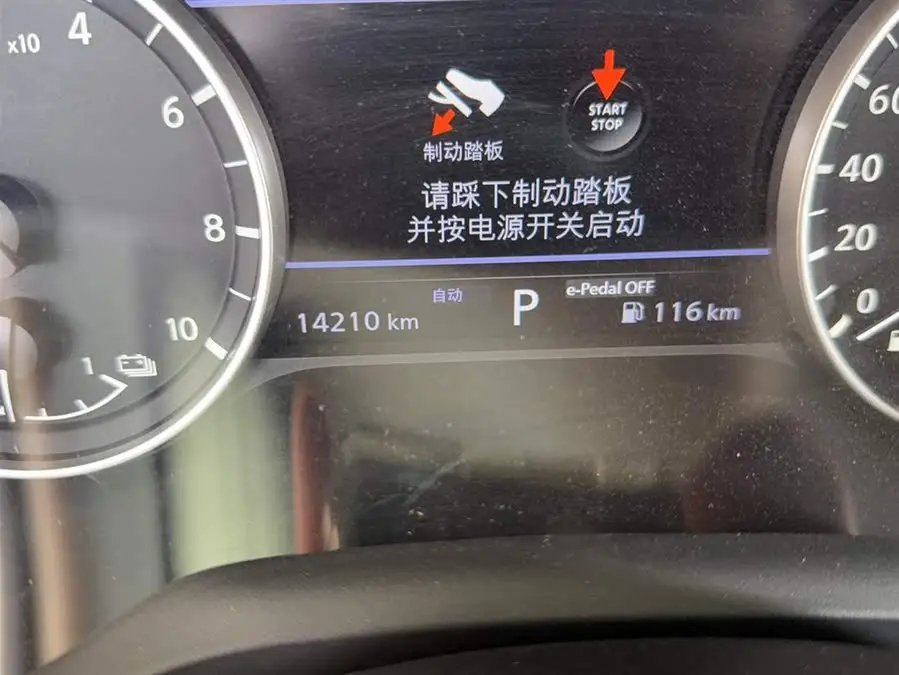 x10
4
6
8
10
1
START
STOP
制动踏板
请踩下制动踏板
并按电源开关启动
自动
14210 km
P
e-Pedal OFF
116 km
60
40
20
0